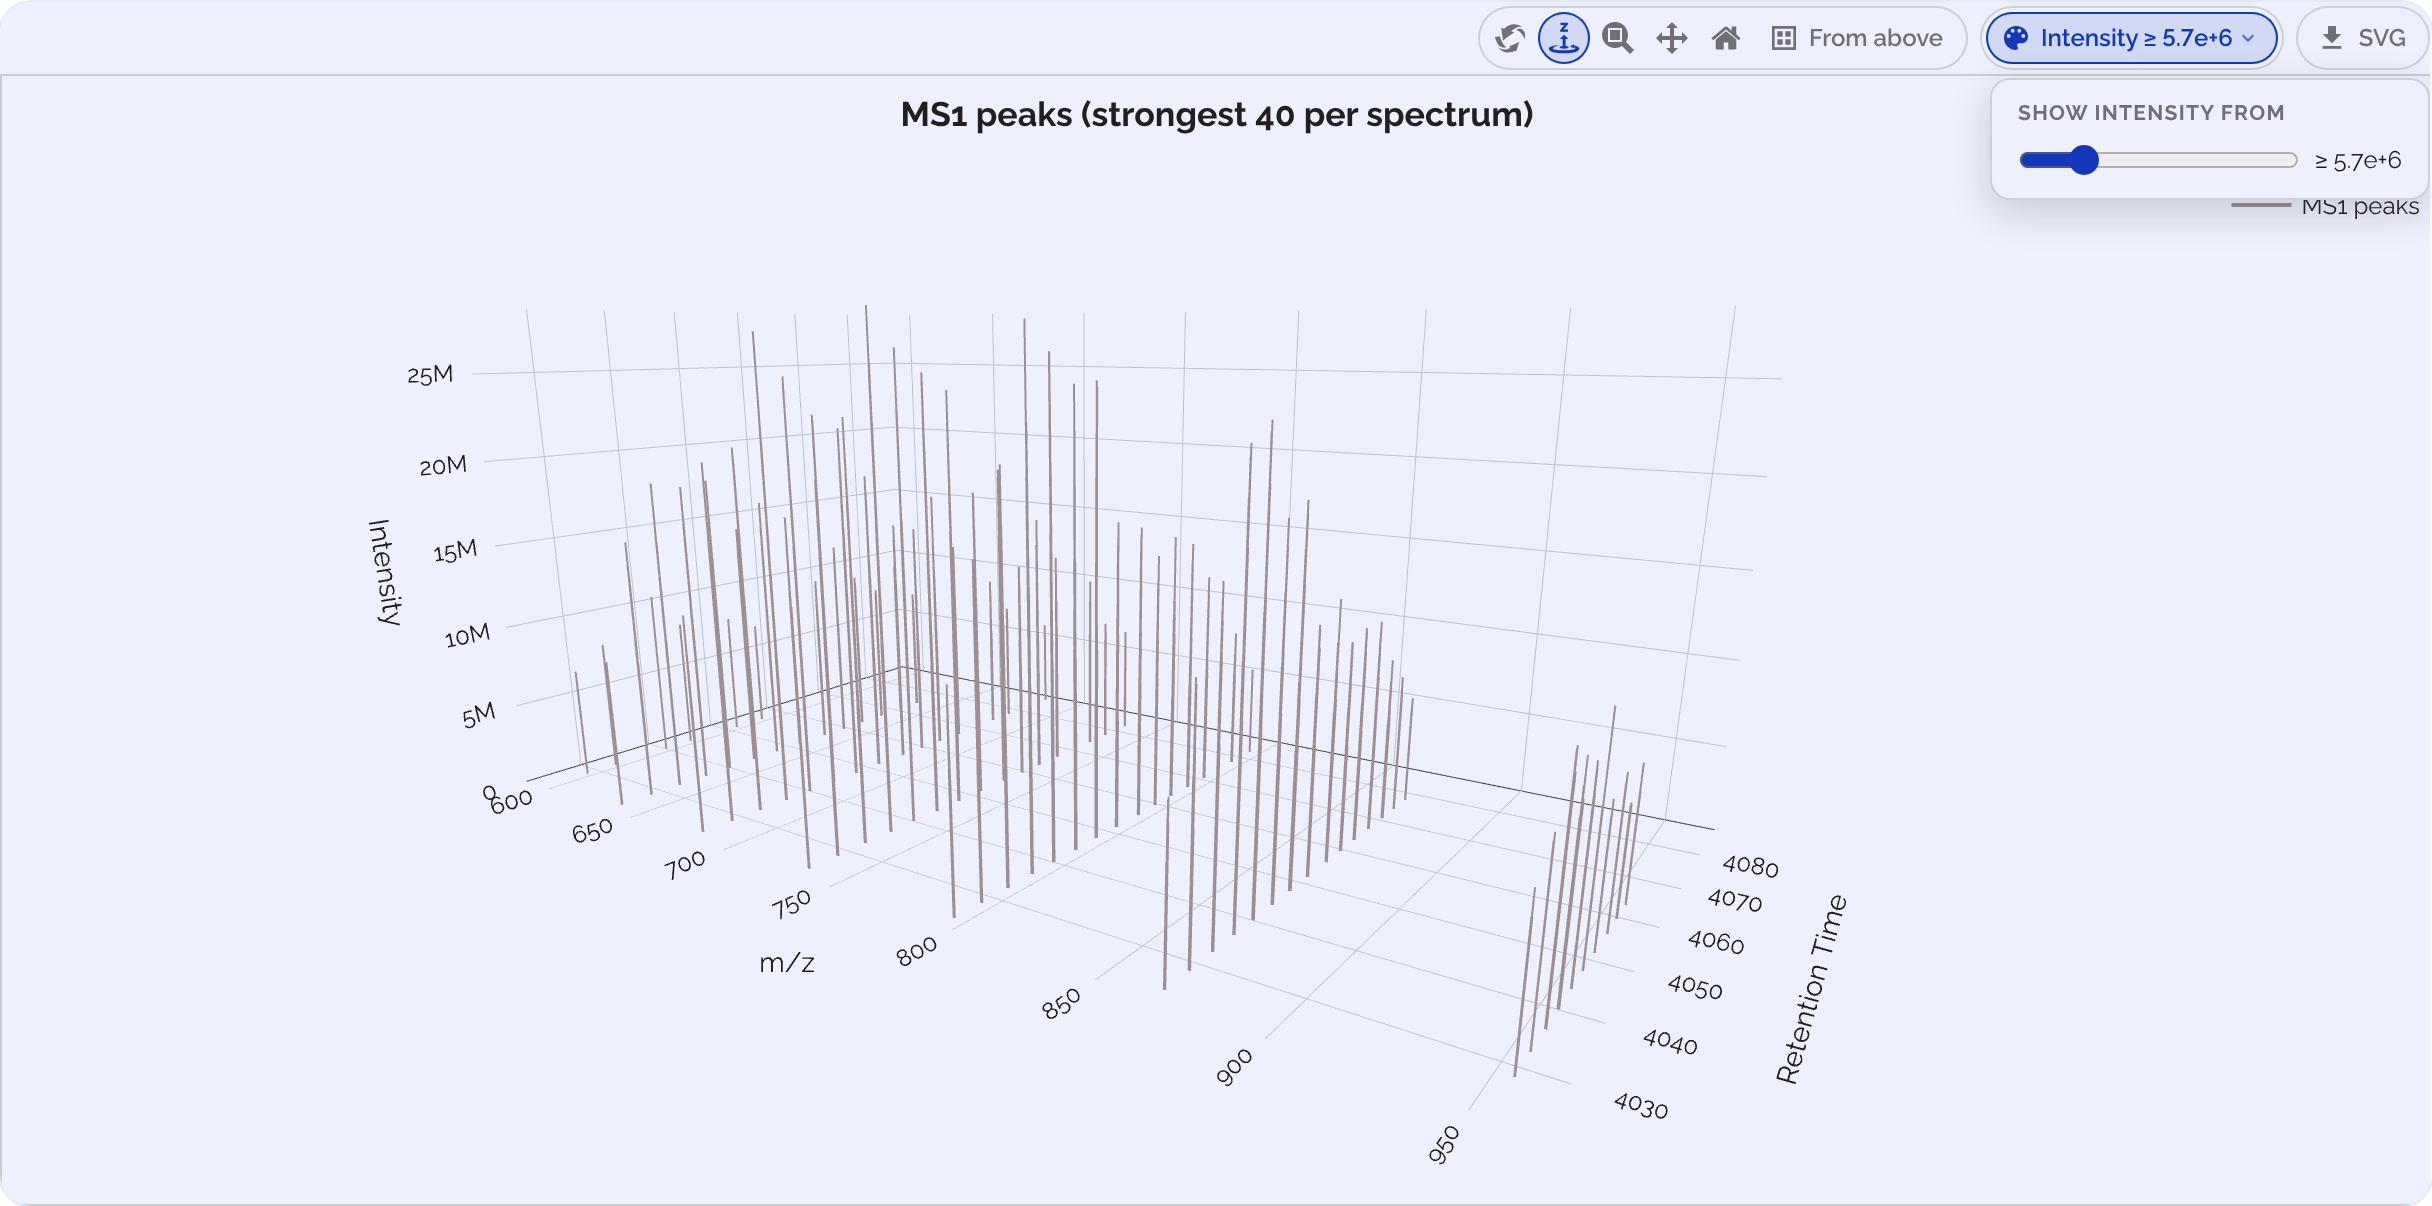 Z
From above
Intensity ≥ 5.7e+6
SVG
MS1 peaks (strongest 40 per spectrum)
SHOW INTENSITY FROM
≥ 5.7e+6
MS1 peaks
25M
20M
15M
10M
5M
0
Intensity
600
650
700
750
800
850
900
950
m/z
4080
4070
4060
4050
4040
4030
Retention Time